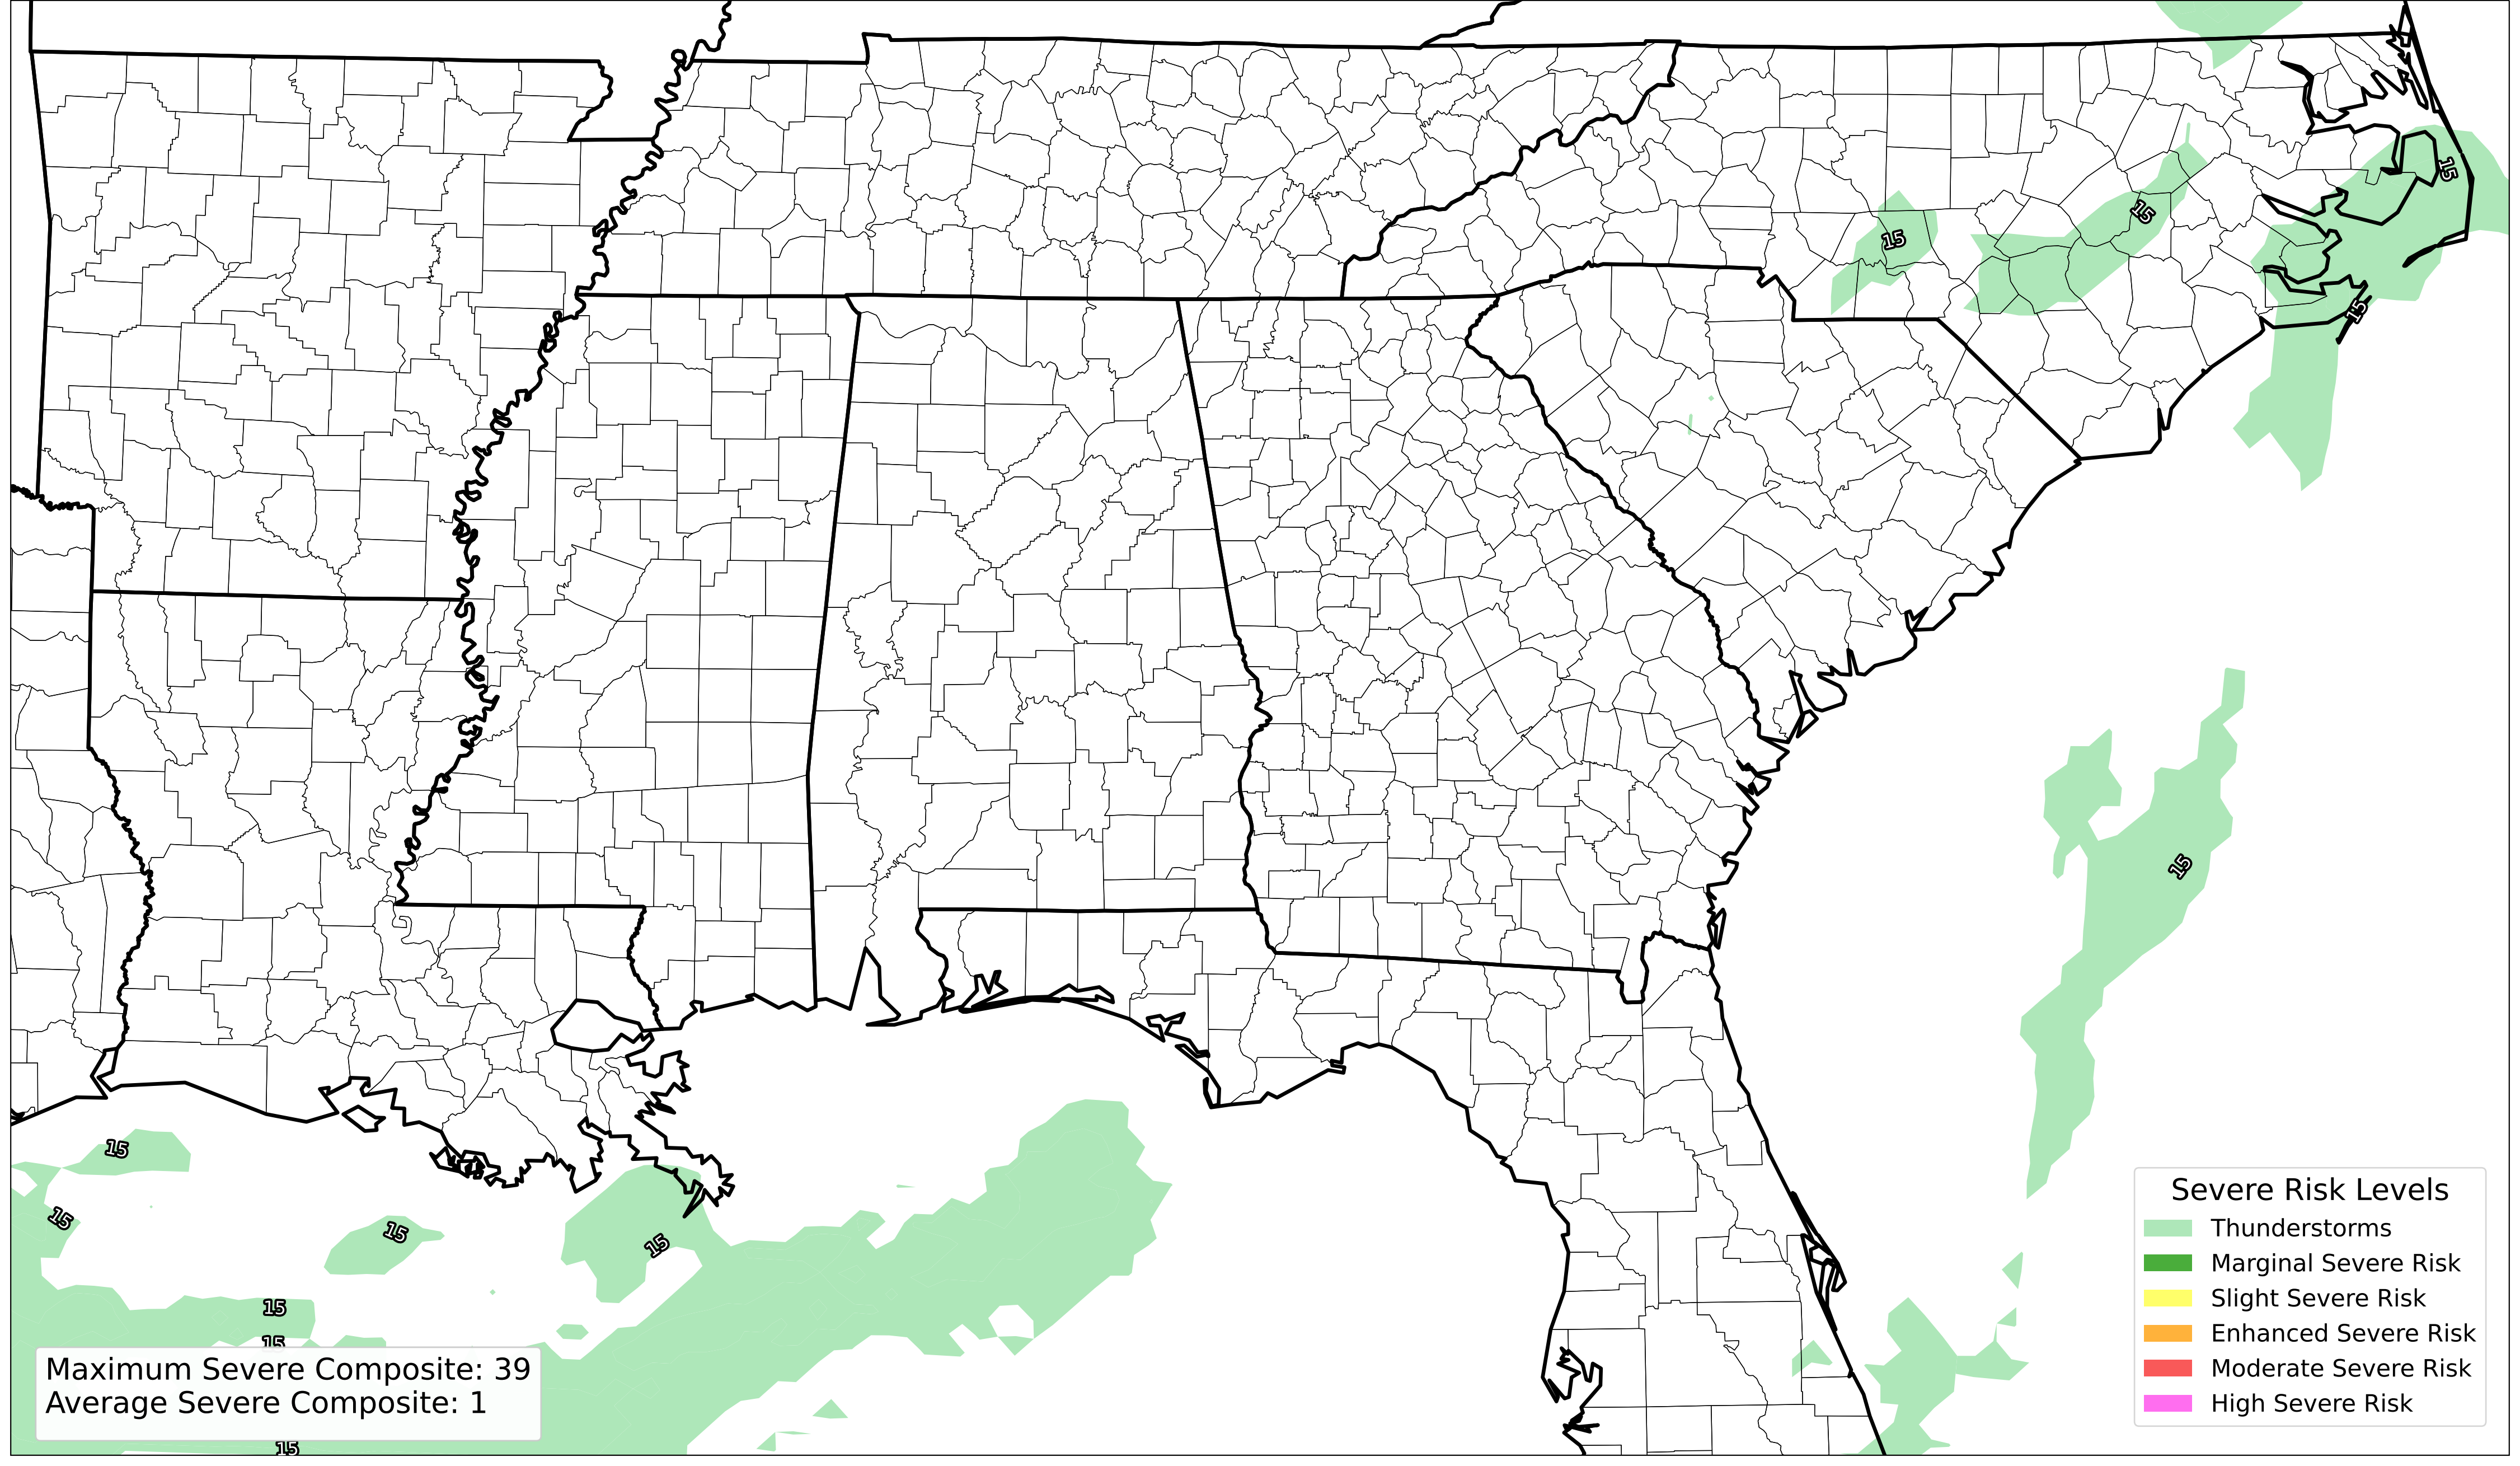 15
15
15
15
15
15
15
15
15
15
15
15
15
Maximum Severe Composite: 39
Average Severe Composite: 1
Severe Risk Levels
Thunderstorms
Marginal Severe Risk
Slight Severe Risk
Enhanced Severe Risk
Moderate Severe Risk
High Severe Risk